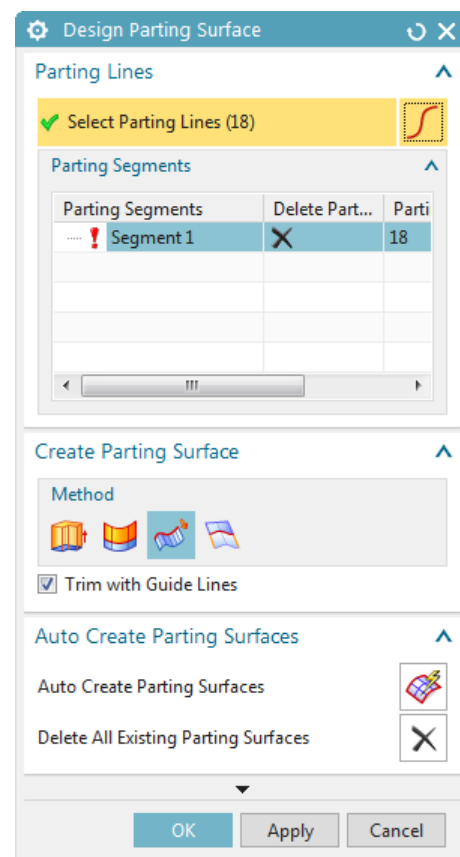 Design Parting Surface
Parting Lines
Select Parting Lines (18)
Parting Segments
Parting Segments Delete Part... Parti
Segment 1 18
Create Parting Surface
Method
Trim with Guide Lines
Auto Create Parting Surfaces
Auto Create Parting Surfaces
Delete All Existing Parting Surfaces
OK Apply Cancel